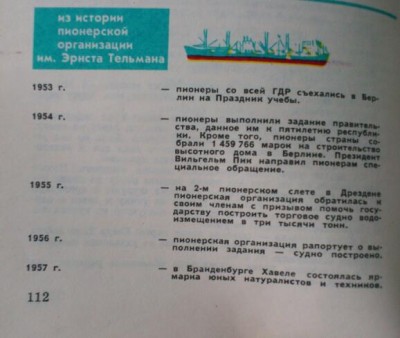 из истории
пионерской
организации
им. Эрнста Тельмана
1953 г. — пионеры со всей ГДР съехались в Бер-
лин на Праздник учебы.
1954 г. — пионеры выполнили задание правитель-
ства, данное им к пятилетию республи-
ки. Кроме того, пионеры страны со-
брали 1 459 766 марок на строительство
высотного дома в Берлине. Президент
Вильгельм Пик направил пионерам спе-
циальное обращение.
1955 г. — на 2-м пионерском слете в Дрездене
пионерская организация обратилась к
своим членам с призывом помочь госу-
дарству построить торговое судно водо-
измещением в три тысячи тонн.
1956 г. — пионерская организация рапортует о вы-
полнении задания — судно построено.
1957 г. — в Бранденбурге Хавеле состоялась яр-
марка юных натуралистов и техников.
112